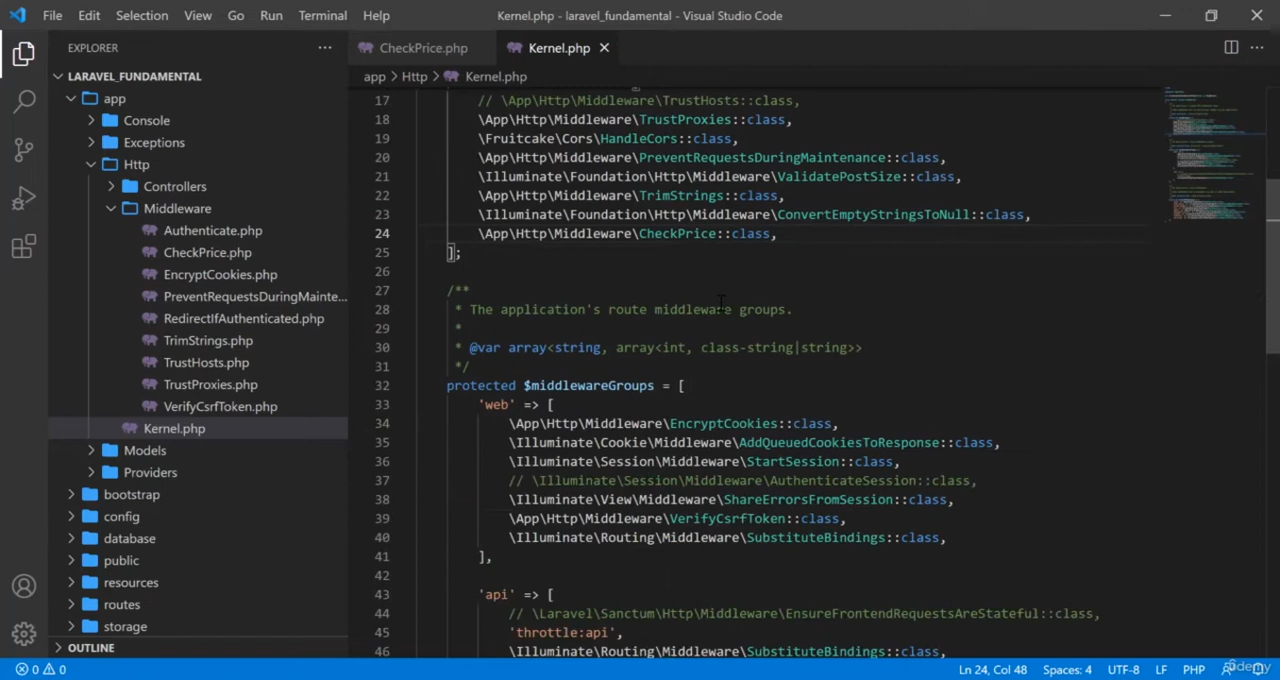 File Edit Selection View Go Run Terminal Help Kernel.php - laravel_fundamental - Visual Studio Code
EXPLORER
LARAVEL_FUNDAMENTAL
app
Console
Exceptions
Http
Controllers
Middleware
Authenticate.php
CheckPrice.php
EncryptCookies.php
PreventRequestsDuringMainte...
RedirectIfAuthenticated.php
TrimStrings.php
TrustHosts.php
TrustProxies.php
VerifyCsrfToken.php
Kernel.php
Models
Providers
bootstrap
config
database
public
resources
routes
storage
OUTLINE
CheckPrice.php Kernel.php
app > Http > Kernel.php
17 // \App\Http\Middleware\TrustHosts::class,
18 \App\Http\Middleware\TrustProxies::class,
19 \Fruitcake\Cors\HandleCors::class,
20 \App\Http\Middleware\PreventRequestsDuringMaintenance::class,
21 \Illuminate\Foundation\Http\Middleware\ValidatePostSize::class,
22 \App\Http\Middleware\TrimStrings::class,
23 \Illuminate\Foundation\Http\Middleware\ConvertEmptyStringsToNull::class,
24 \App\Http\Middleware\CheckPrice::class,
25 ];
26
27 /**
28 * The application's route middleware groups.
29 *
30 * @var array<string, array<int, class-string|string>>
31 */
32 protected $middlewareGroups = [
33 'web' => [
34 \App\Http\Middleware\EncryptCookies::class,
35 \Illuminate\Cookie\Middleware\AddQueuedCookiesToResponse::class,
36 \Illuminate\Session\Middleware\StartSession::class,
37 // \Illuminate\Session\Middleware\AuthenticateSession::class,
38 \Illuminate\View\Middleware\ShareErrorsFromSession::class,
39 \App\Http\Middleware\VerifyCsrfToken::class,
40 \Illuminate\Routing\Middleware\SubstituteBindings::class,
41 ],
42
43 'api' => [
44 // \Laravel\Sanctum\Http\Middleware\EnsureFrontendRequestsAreStateful::class,
45 'throttle:api',
46 \Illuminate\Routing\Middleware\SubstituteBindings::class,
0 0 Ln 24, Col 48 Spaces: 4 UTF-8 LF PHP